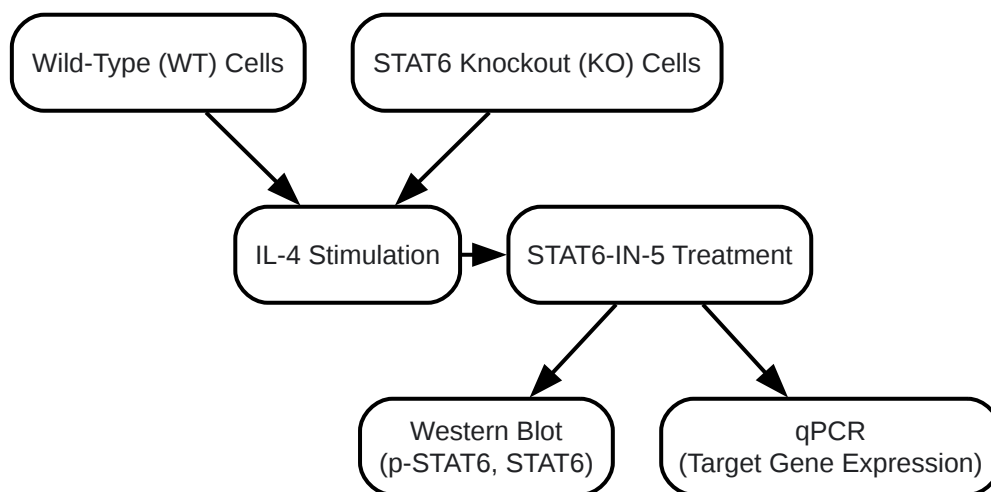 Wild-Type (WT) Cells
STAT6 Knockout (KO) Cells
IL-4 Stimulation
STAT6-IN-5 Treatment
Western Blot
(p-STAT6, STAT6)
qPCR
(Target Gene Expression)